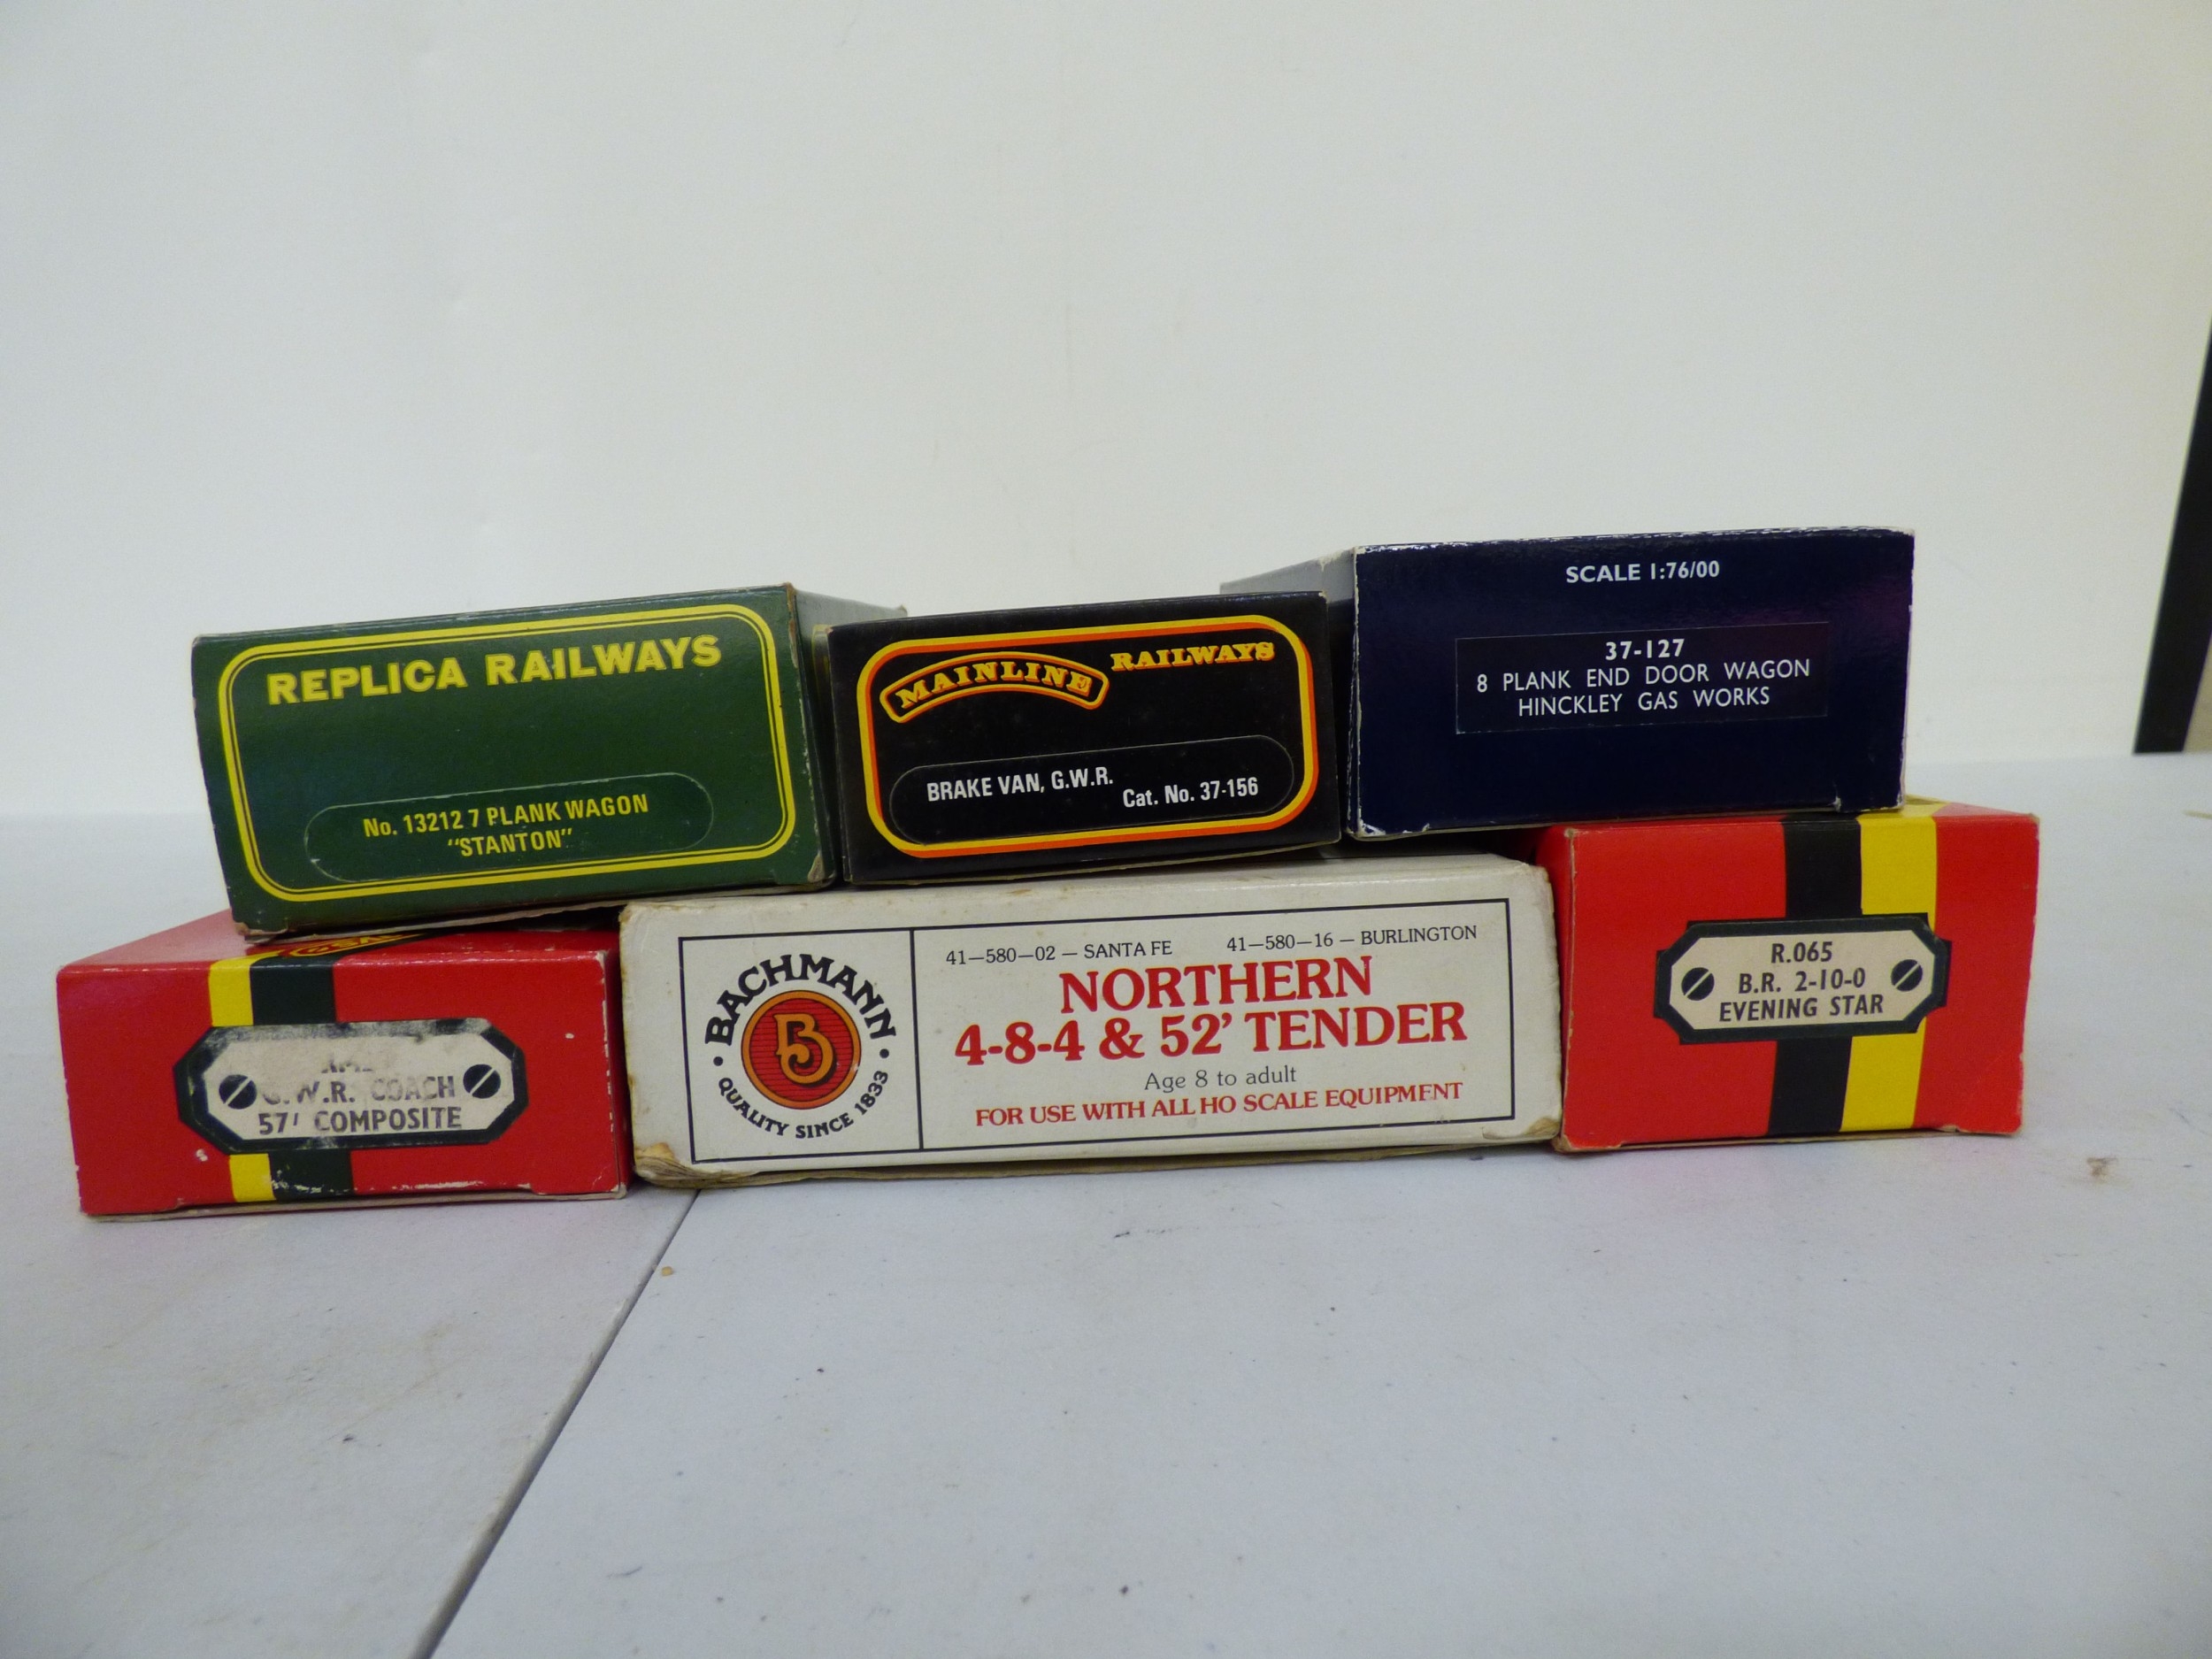 REPLICA RAILWAYS
No. 13212 7 PLANK WAGON
"STANTON"
MAINLINE RAILWAYS
BRAKE VAN, G.W.R.
Cat. No. 37-156
SCALE 1:76/00
37-127
8 PLANK END DOOR WAGON
HINCKLEY GAS WORKS
G.W.R. COACH
57' COMPOSITE
BACHMANN
B
QUALITY SINCE 1833
41-580-02 – SANTA FE 41-580-16 – BURLINGTON
NORTHERN
4-8-4 & 52' TENDER
Age 8 to adult
FOR USE WITH ALL HO SCALE EQUIPMENT
R.065
B.R. 2-10-0
EVENING STAR